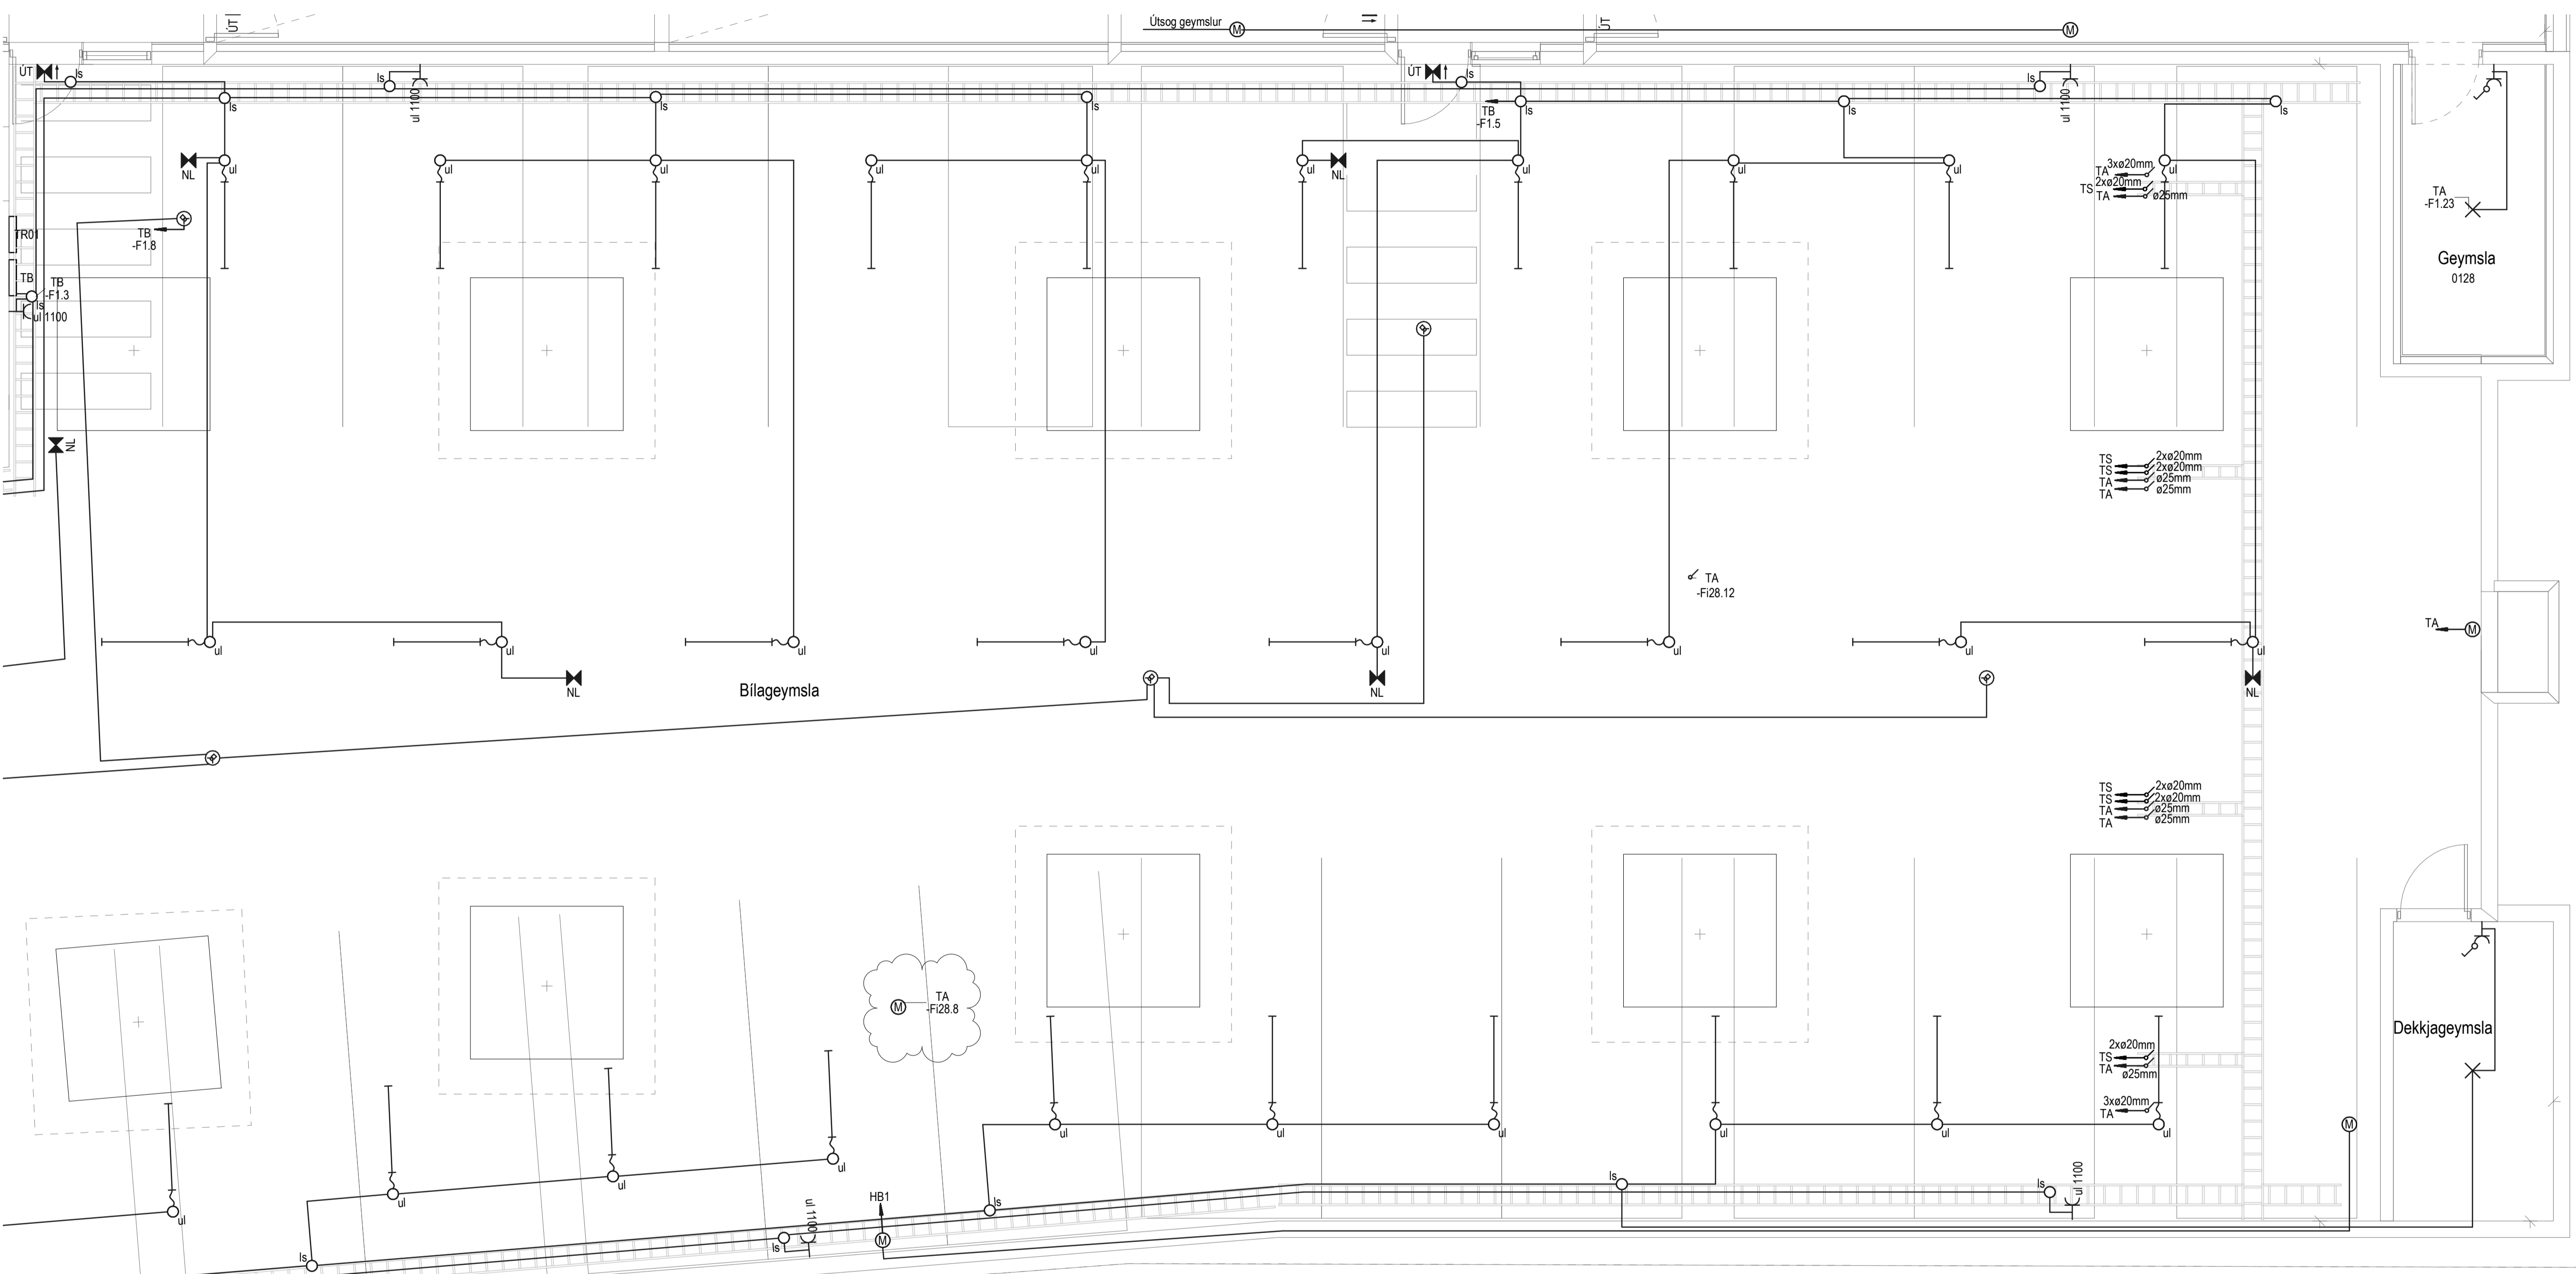 ÚT
Útsog geymslur
M
M
ÚT
ÚT
ls
ls
ul 1100
ls
ls
ls
ÚT
ls
TB
-F1.5
ls
ls
ls
ul 1100
ls
NL
ul
ul
ul
ul
ul
ul
NL
ul
ul
ul
ul
3xø20mm
TA
2xø20mm
TS
TA
ø25mm
TA
-F1.23
TR01
TB
-F1.8
Geymsla
0128
TB
TB
-F1.3
ls
ul 1100
NL
TS
2xø20mm
TS
2xø20mm
TA
ø25mm
TA
ø25mm
TA
-Fi28.12
TA
M
ul
ul
ul
ul
ul
ul
ul
ul
NL
Bílageymsla
NL
NL
TS
2xø20mm
TS
2xø20mm
TA
ø25mm
TA
ø25mm
M
TA
-Fi28.8
Dekkjageymsla
2xø20mm
TS
TA
ø25mm
3xø20mm
TA
M
ul
ul
ul
ul
ul
ul
ul
ul
ul
ul
HB1
M
ul 1100
ls
ls
ls
ls
ls
ul 1100